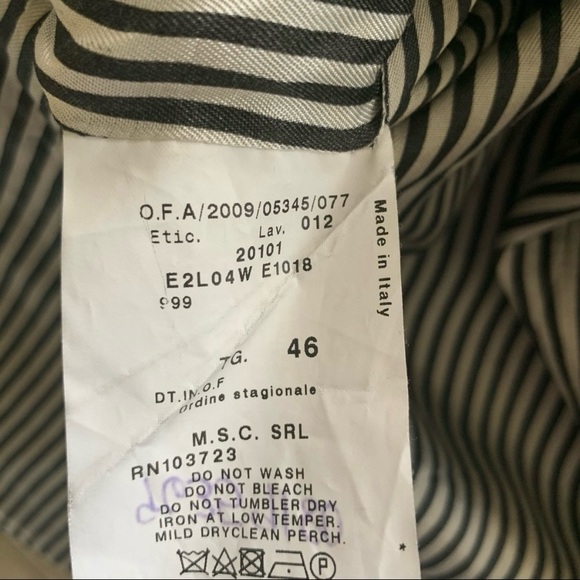 O.F.A/2009/05345/077
Etic. Lav. 012
20101
E2L04W E1018
999
TG. 46
DT.IN.O.F
Ordine stagionale
M.S.C. SRL
RN103723
DO NOT WASH
DO NOT BLEACH
DO NOT TUMBLER DRY
IRON AT LOW TEMPER.
MILD DRYCLEAN PERCH.
P
Made in Italy